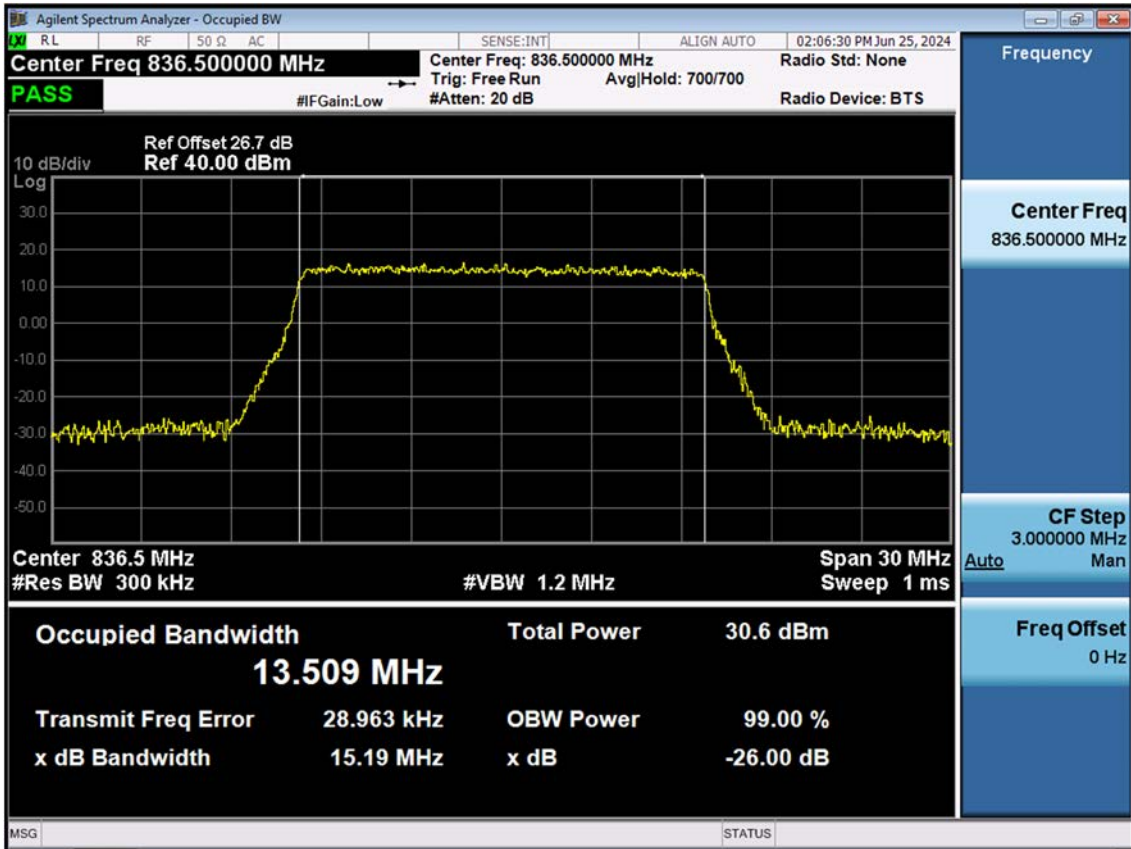 Agilent Spectrum Analyzer - Occupied BW
LXI RL RF 50 Ω AC SENSE:INT ALIGN AUTO 02:06:30 PM Jun 25, 2024
Center Freq 836.500000 MHz
Center Freq: 836.500000 MHz
Radio Std: None
Trig: Free Run
Avg|Hold: 700/700
PASS
#IFGain:Low
#Atten: 20 dB
Radio Device: BTS
Ref Offset 26.7 dB
10 dB/div
Ref 40.00 dBm
Log
30.0
20.0
10.0
0.00
-10.0
-20.0
-30.0
-40.0
-50.0
Center 836.5 MHz
Span 30 MHz
#Res BW 300 kHz
#VBW 1.2 MHz
Sweep 1 ms
Occupied Bandwidth
Total Power 30.6 dBm
13.509 MHz
Transmit Freq Error 28.963 kHz
OBW Power 99.00 %
x dB Bandwidth 15.19 MHz
x dB -26.00 dB
MSG
STATUS
Frequency
Center Freq
836.500000 MHz
CF Step
3.000000 MHz
Auto Man
Freq Offset
0 Hz